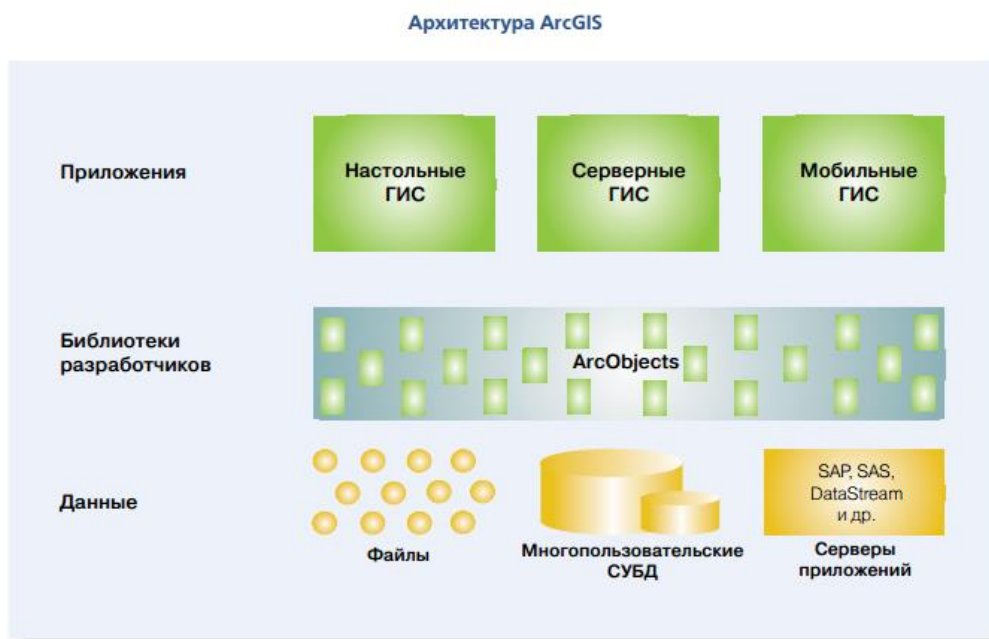 Архитектура ArcGIS
Приложения
Настольные
ГИС
Серверные
ГИС
Мобильные
ГИС
Библиотеки
разработчиков
ArcObjects
Данные
Файлы
Многопользовательские
СУБД
SAP, SAS,
DataStream
и др.
Серверы
приложений